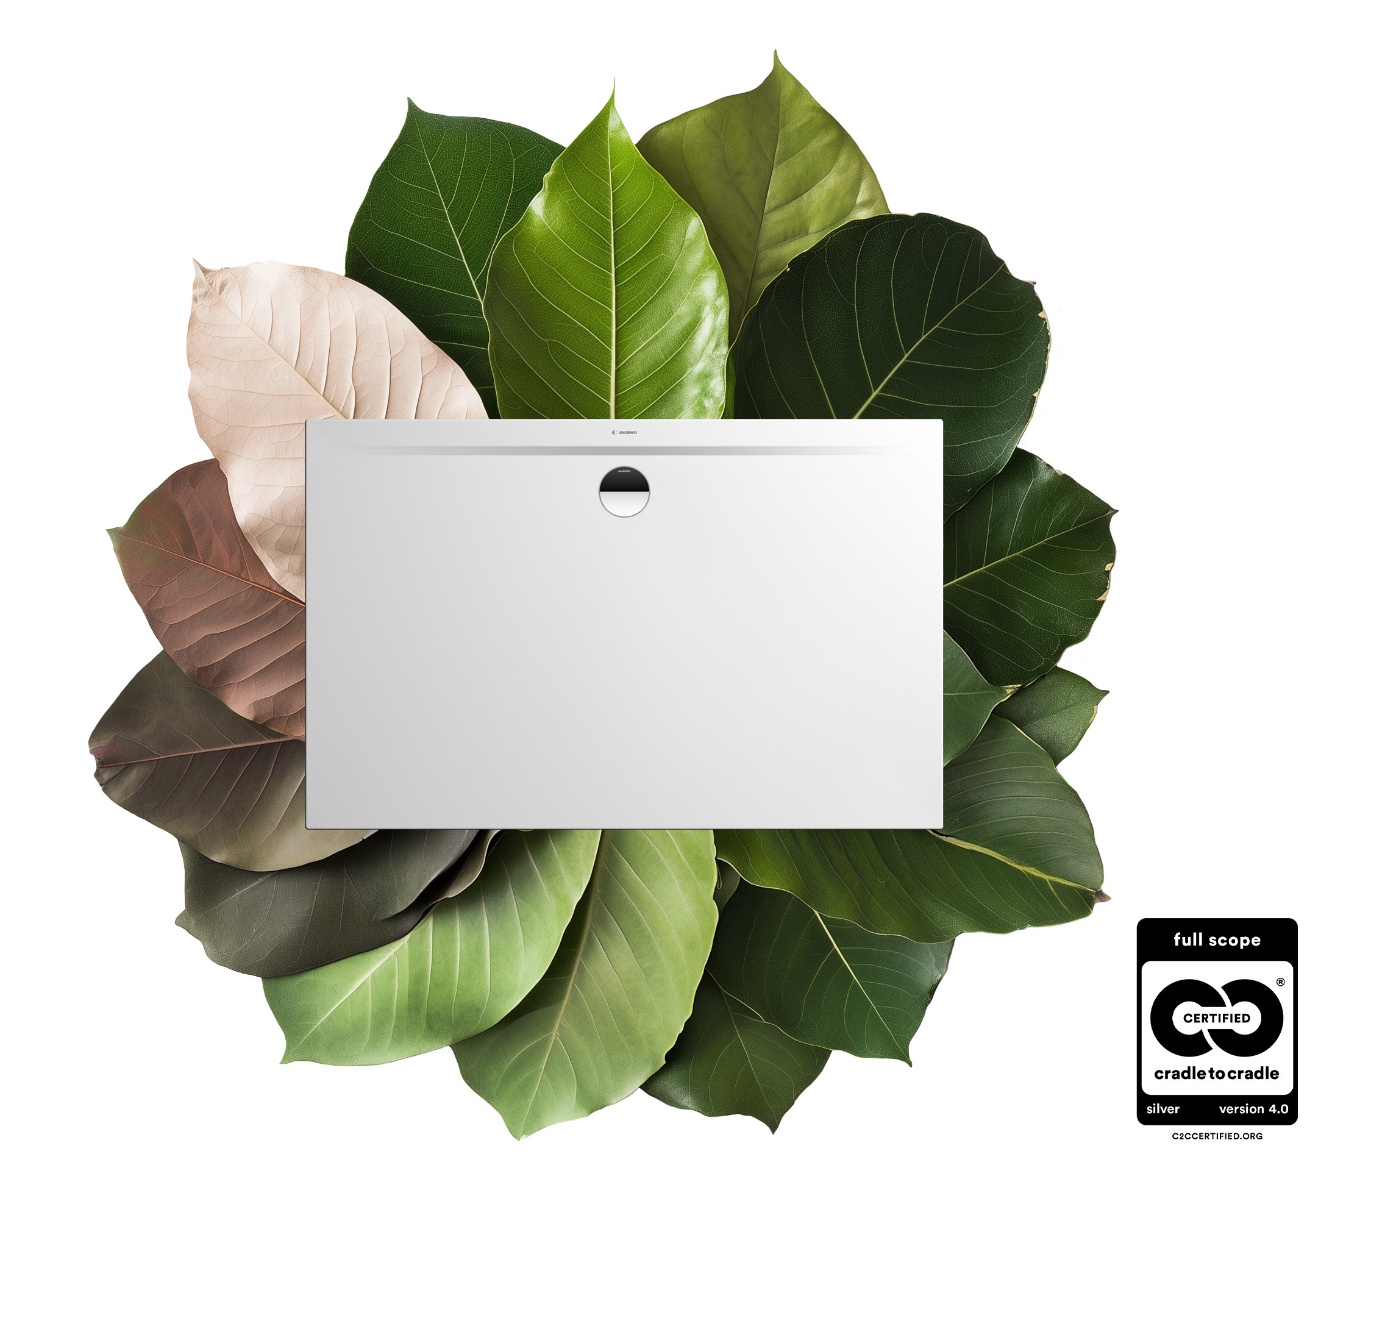 full scope
CERTIFIED
®
cradle to cradle
silver version 4.0
C2CCERTIFIED.ORG